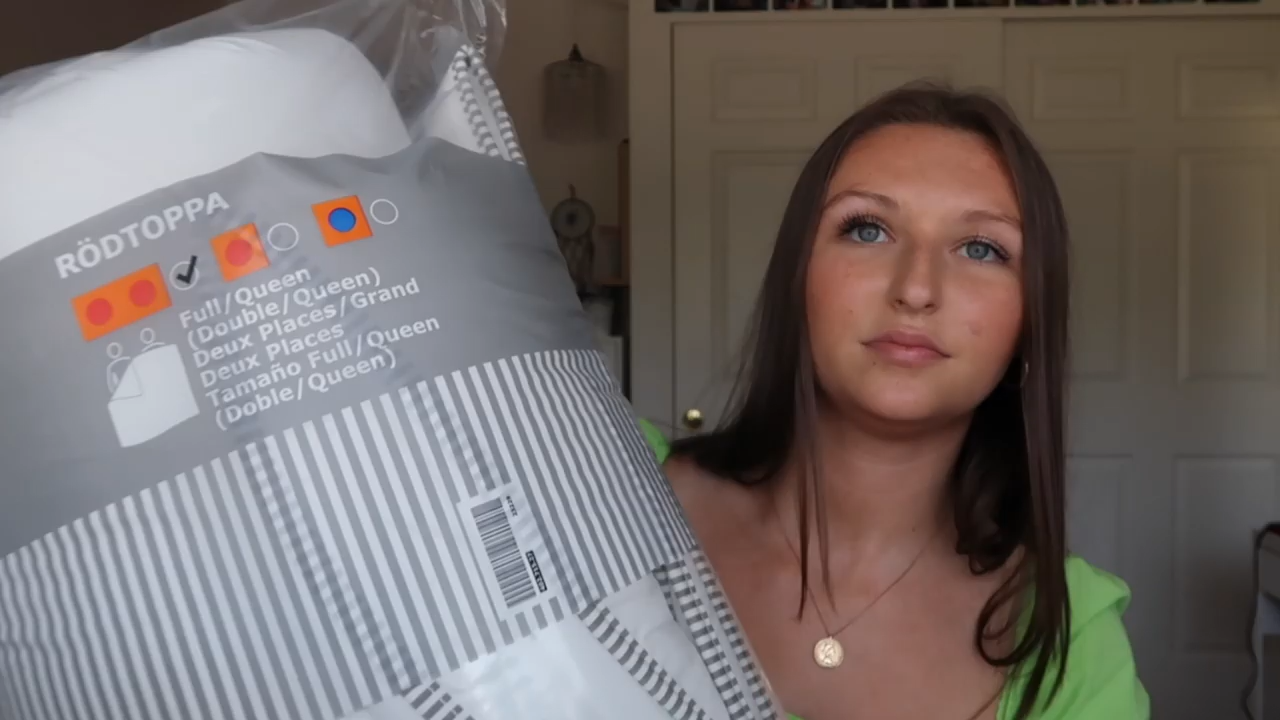 RÖDTOPPA
Full/Queen
(Double/Queen)
Deux Places/Grand
Deux Places
Tamaño Full/Queen
(Doble/Queen)